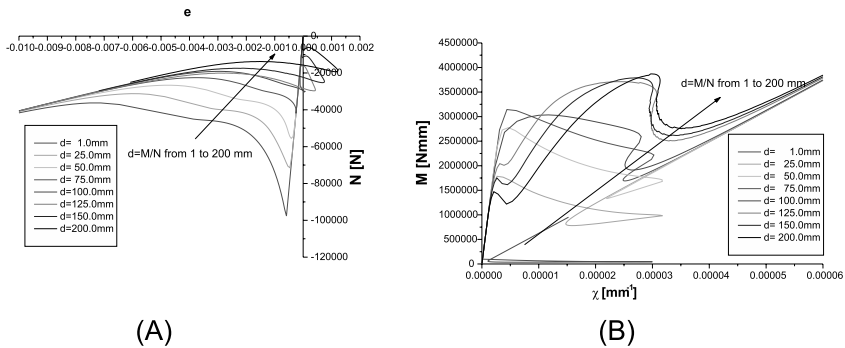 e
0
-0.010 -0.009 -0.008 -0.007 -0.006 -0.005 -0.004 -0.003 -0.002 -0.001 0.000 0.001 0.002
-20000
-40000
-60000
-80000
-100000
-120000
N [N]
d=M/N from 1 to 200 mm
d= 1.0mm
d= 25.0mm
d= 50.0mm
d= 75.0mm
d=100.0mm
d=125.0mm
d=150.0mm
d=200.0mm
(A)
4500000
4000000
3500000
3000000
2500000
2000000
1500000
1000000
500000
0
M [Nmm]
d=M/N from 1 to 200 mm
d= 1.0mm
d= 25.0mm
d= 50.0mm
d= 75.0mm
d= 100.0mm
d= 125.0mm
d= 150.0mm
d= 200.0mm
0.00000 0.00001 0.00002 0.00003 0.00004 0.00005 0.00006
χ [mm⁻¹]
(B)